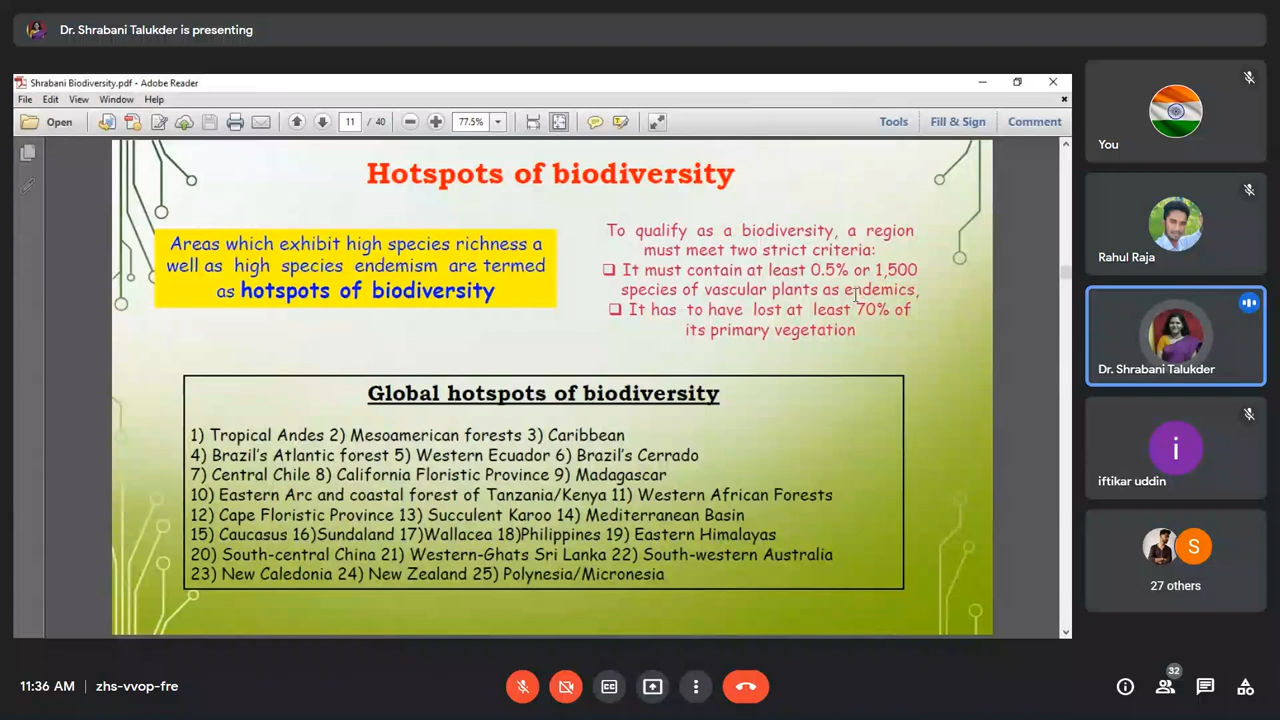 Dr. Shrabani Talukder is presenting
Shrabani Biodiversity.pdf - Adobe Reader
File Edit View Window Help
Open 11 / 40 77.5% Tools Fill & Sign Comment
Hotspots of biodiversity
Areas which exhibit high species richness a
well as high species endemism are termed
as hotspots of biodiversity
To qualify as a biodiversity, a region
must meet two strict criteria:
It must contain at least 0.5% or 1,500
species of vascular plants as endemics,
It has to have lost at least 70% of
its primary vegetation
Global hotspots of biodiversity
1) Tropical Andes 2) Mesoamerican forests 3) Caribbean
4) Brazil's Atlantic forest 5) Western Ecuador 6) Brazil's Cerrado
7) Central Chile 8) California Floristic Province 9) Madagascar
10) Eastern Arc and coastal forest of Tanzania/Kenya 11) Western African Forests
12) Cape Floristic Province 13) Succulent Karoo 14) Mediterranean Basin
15) Caucasus 16)Sundaland 17)Wallacea 18)Philippines 19) Eastern Himalayas
20) South-central China 21) Western-Ghats Sri Lanka 22) South-western Australia
23) New Caledonia 24) New Zealand 25) Polynesia/Micronesia
You
Rahul Raja
Dr. Shrabani Talukder
i
iftikar uddin
S
27 others
11:36 AM | zhs-vvop-fre
CC
32